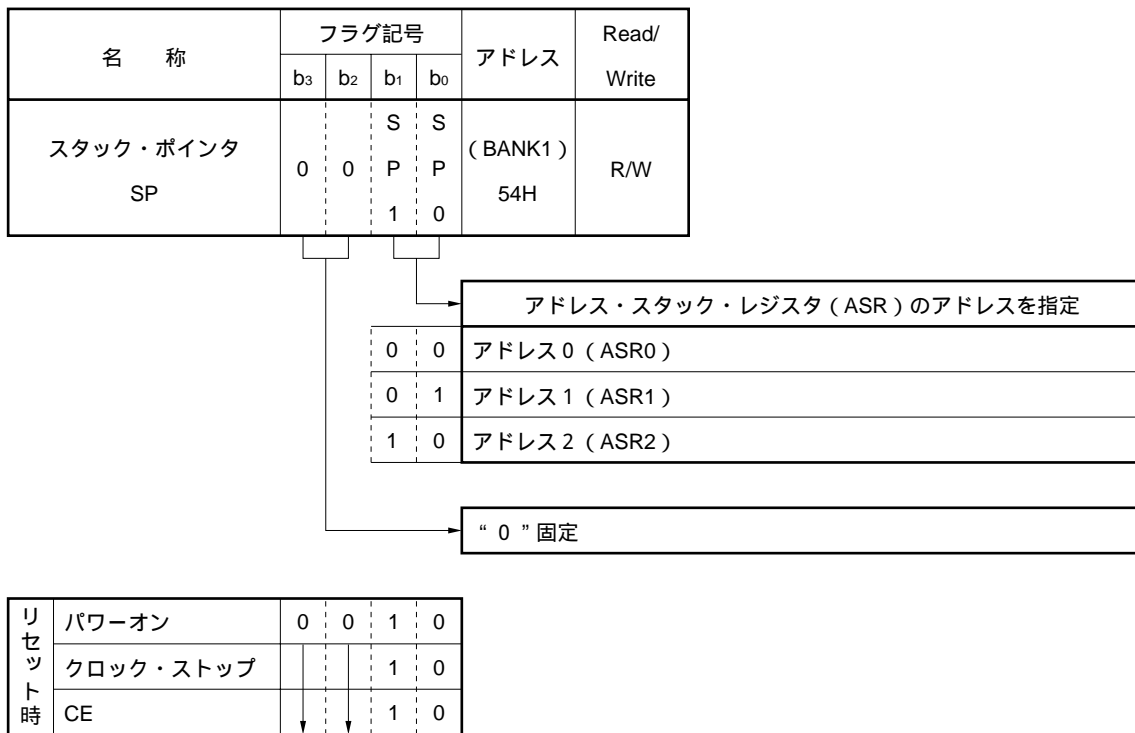 名 称 フラグ記号 アドレス Read/Write
b3 b2 b1 b0
スタック・ポインタ SP 0 0 SP1 SP0 (BANK1) 54H R/W
アドレス・スタック・レジスタ(ASR)のアドレスを指定
0 0 アドレス0(ASR0)
0 1 アドレス1(ASR1)
1 0 アドレス2(ASR2)
“0”固定
リセット時
パワーオン 0 0 1 0
クロック・ストップ 1 0
CE 1 0